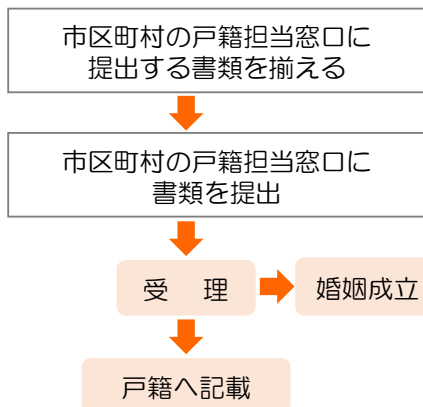 市区町村の戸籍担当窓口に
提出する書類を揃える
市区町村の戸籍担当窓口に
書類を提出
受　理
婚姻成立
戸籍へ記載